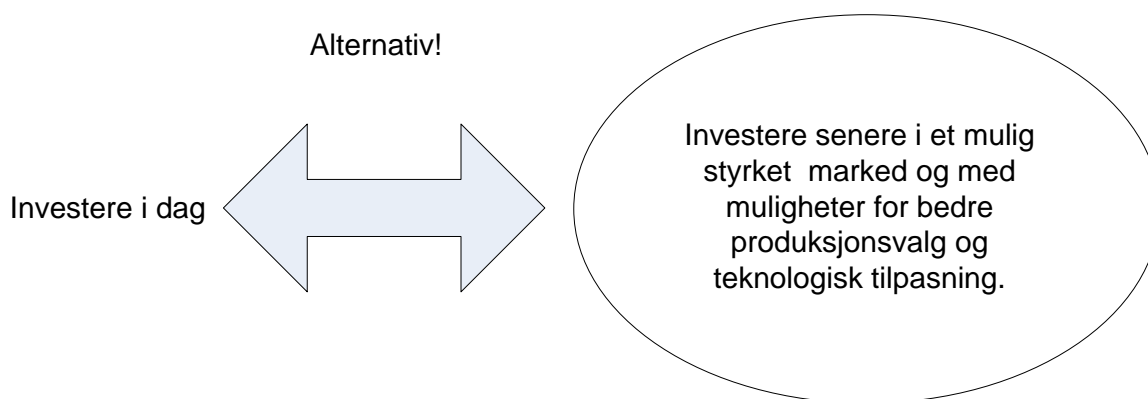 Alternativ!
Investere i dag
Investere senere i et mulig
styrket marked og med
muligheter for bedre
produksjonsvalg og
teknologisk tilpasning.